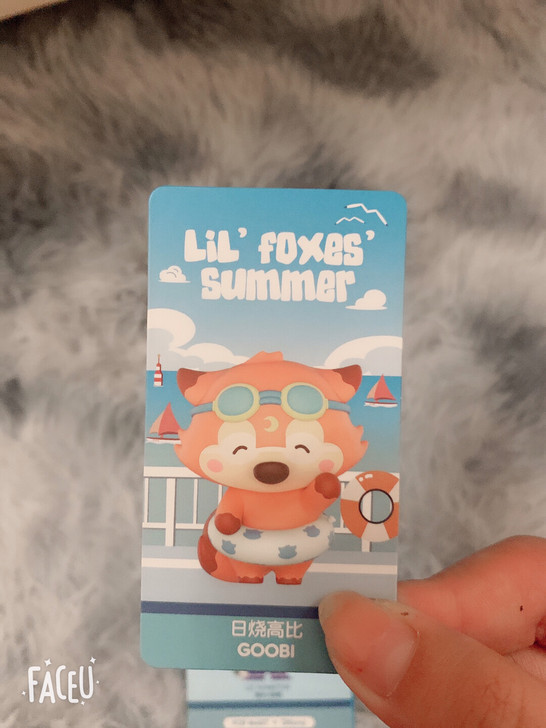 LiL' foxes'
summer
日烧高比
GOOBI
FACEU